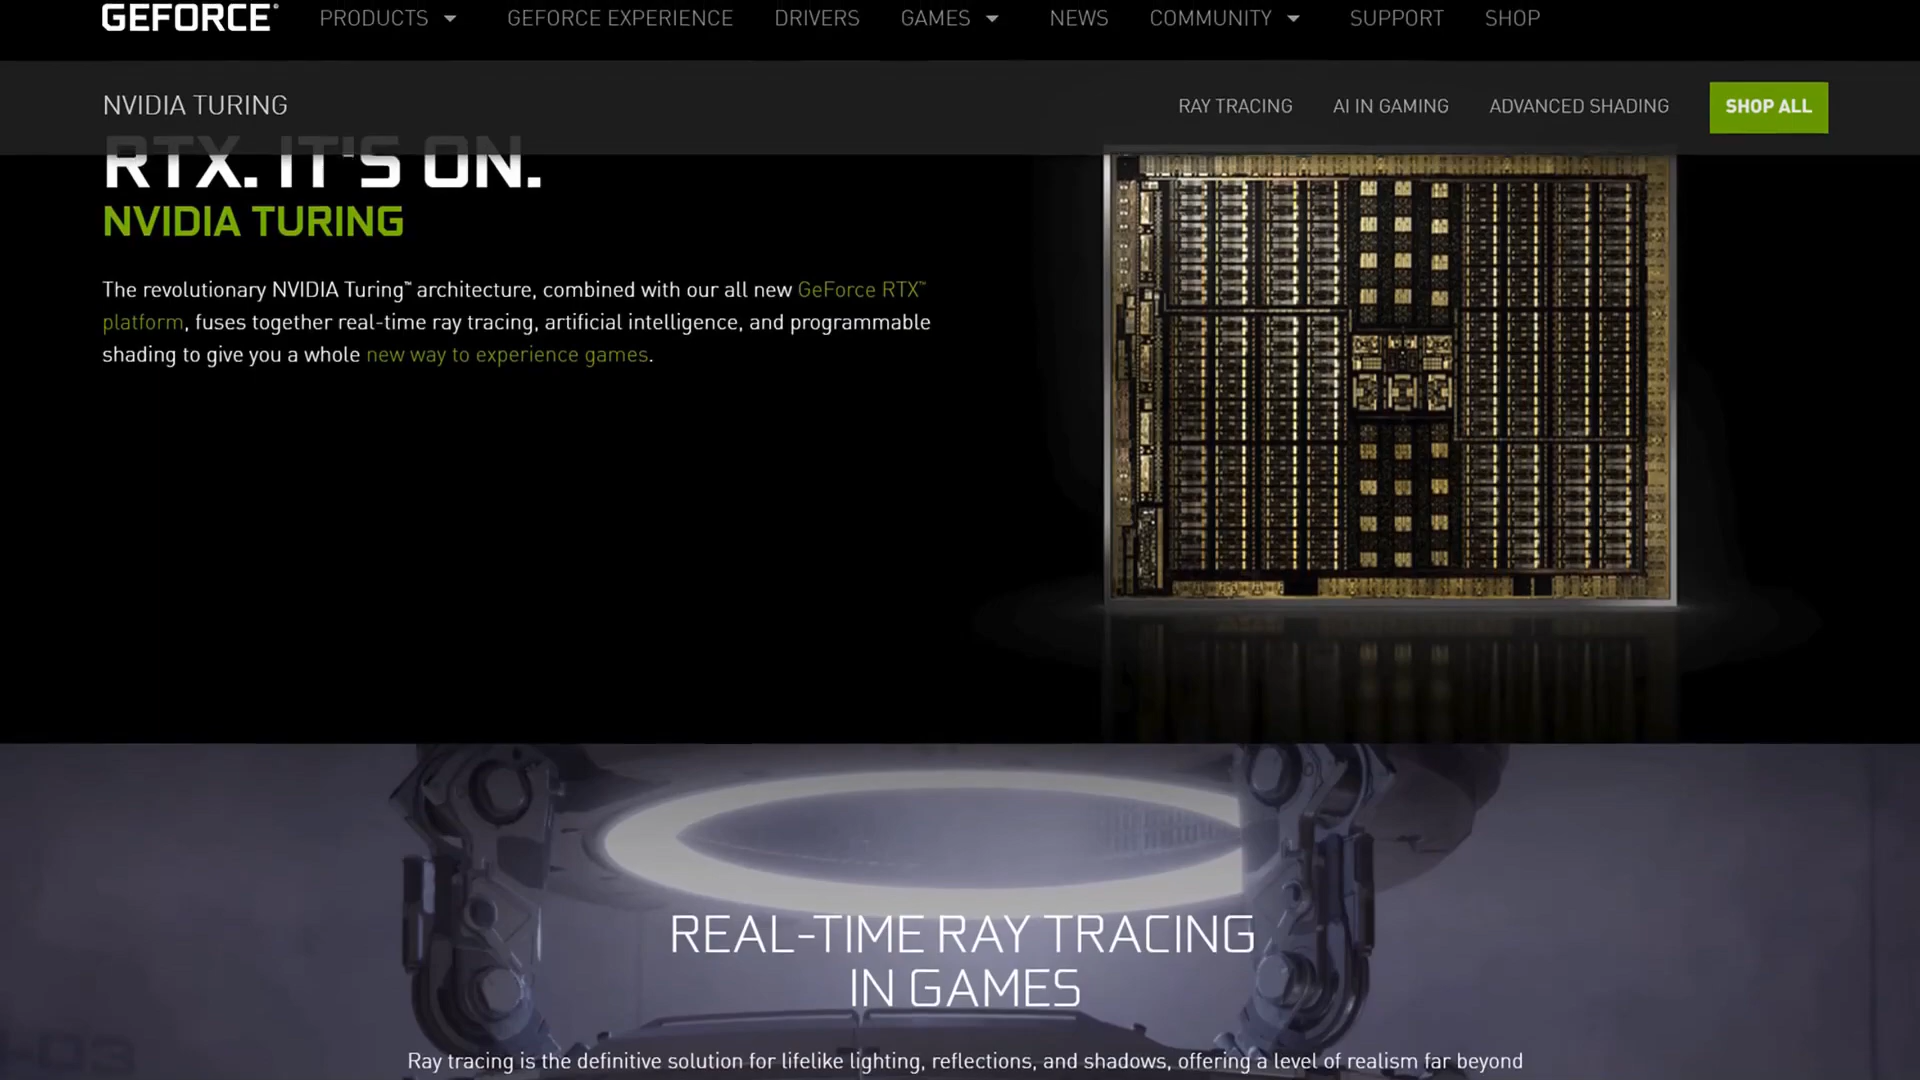 GEFORCE® PRODUCTS GEFORCE EXPERIENCE DRIVERS GAMES NEWS COMMUNITY SUPPORT SHOP
NVIDIA TURING RAY TRACING AI IN GAMING ADVANCED SHADING SHOP ALL
RTX. IT'S ON.
NVIDIA TURING
The revolutionary NVIDIA Turing™ architecture, combined with our all new GeForce RTX™
platform, fuses together real-time ray tracing, artificial intelligence, and programmable
shading to give you a whole new way to experience games.
REAL-TIME RAY TRACING
IN GAMES
Ray tracing is the definitive solution for lifelike lighting, reflections, and shadows, offering a level of realism far beyond